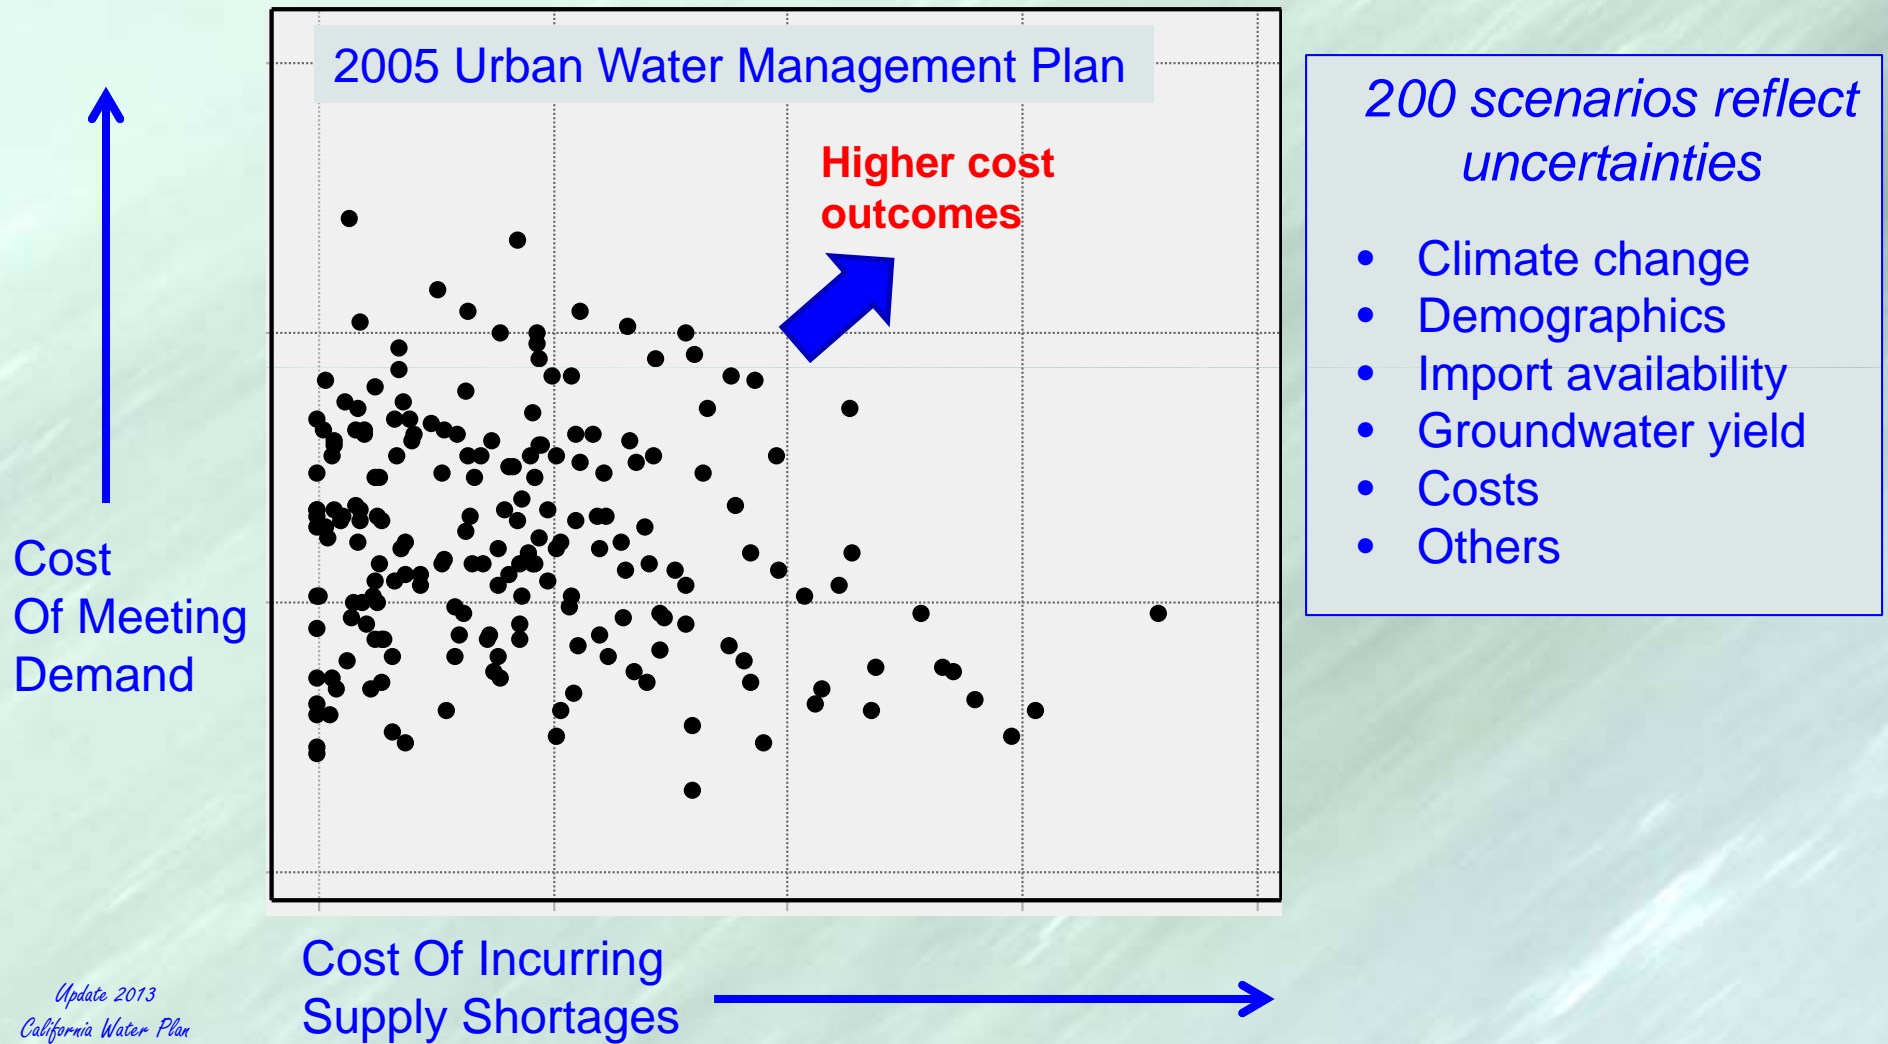 2005 Urban Water Management Plan
Higher cost
outcomes
Cost
Of Meeting
Demand
Cost Of Incurring
Supply Shortages
200 scenarios reflect
uncertainties
• Climate change
• Demographics
• Import availability
• Groundwater yield
• Costs
• Others
Update 2013
California Water Plan